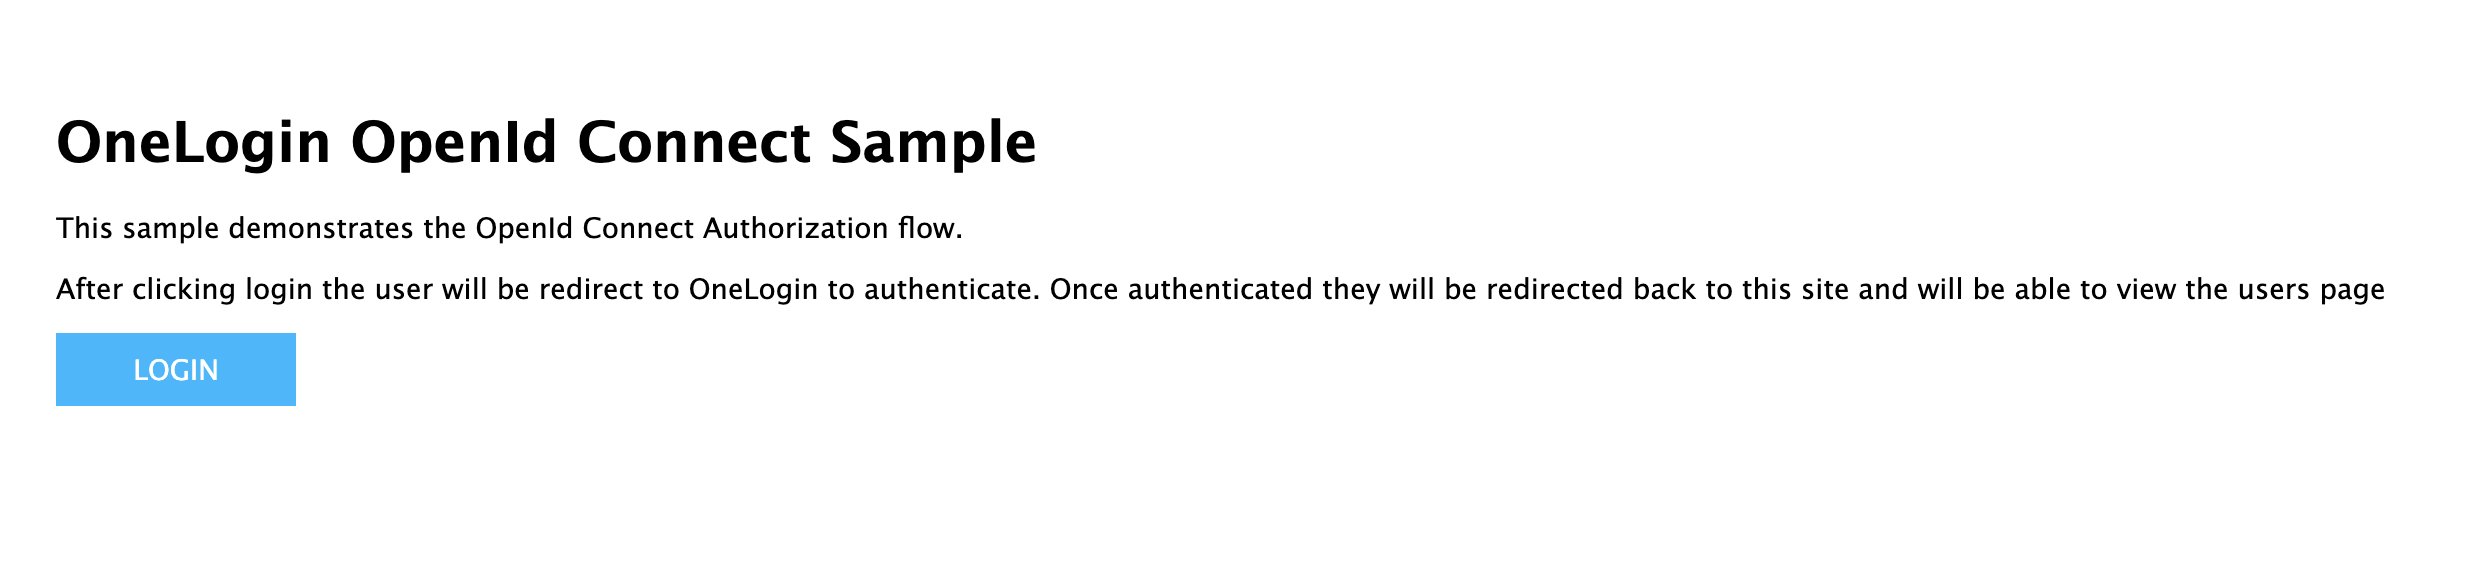 OneLogin OpenId Connect Sample
This sample demonstrates the OpenId Connect Authorization flow.
After clicking login the user will be redirect to OneLogin to authenticate. Once authenticated they will be redirected back to this site and will be able to view the users page
LOGIN